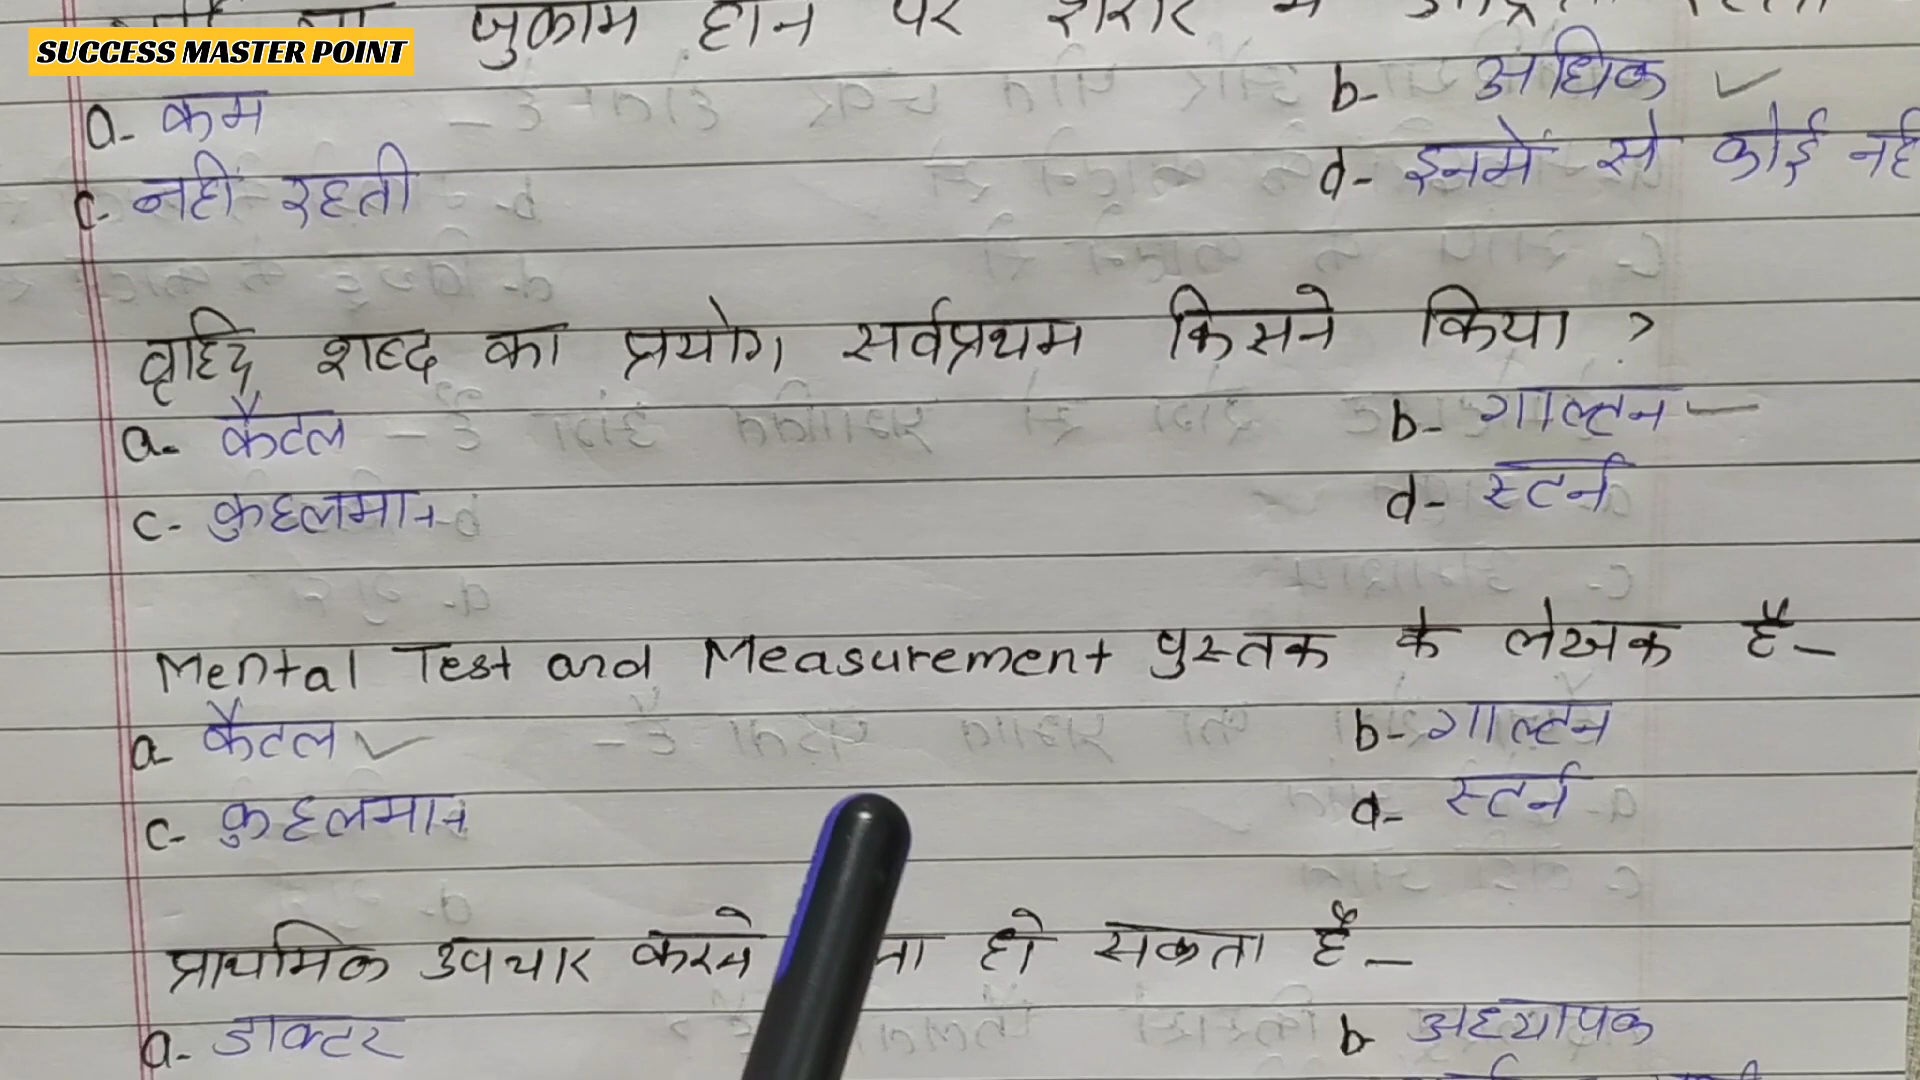 SUCCESS MASTER POINT
जुकाम होने पर शरीर में
a- कम b- अधिक
c- नहीं रहती d- इनमें से कोई नही
वृद्धि शब्द का प्रयोग सर्वप्रथम किसने किया ?
a- कैटल b- गाल्टन
c- कुहलमान d- स्टर्न
Mental Test and Measurement पुस्तक के लेखक हैं-
a- कैटल b- गाल्टन
c- कुहलमान d- स्टर्न
प्राथमिक उपचार करने हो सकता है-
a- डाक्टर b- अध्यापक